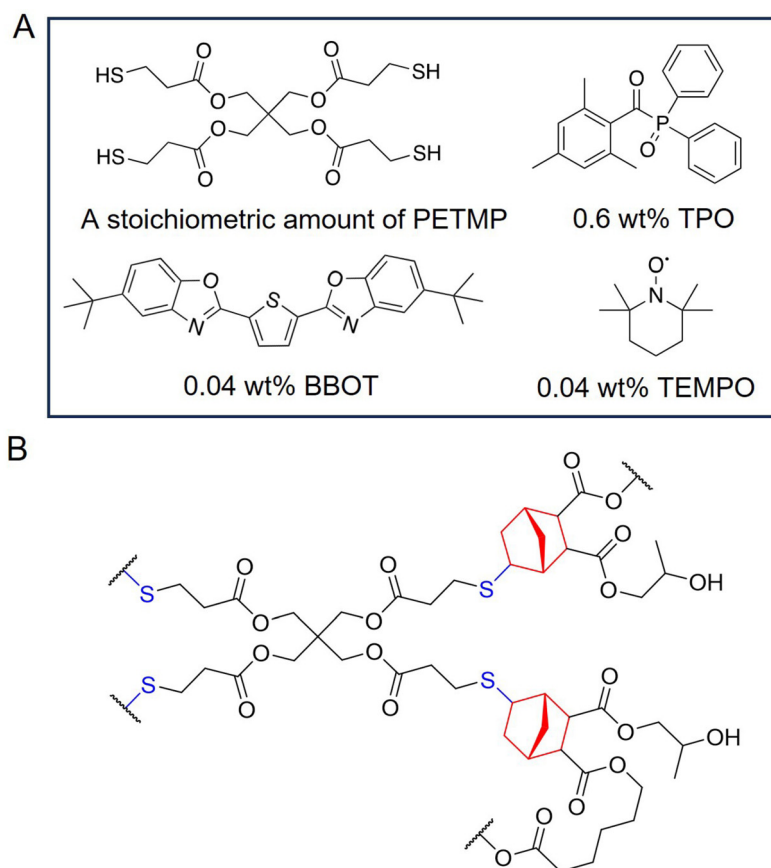 A
HS O O SH
O O
O O
HS O O SH
O O
A stoichiometric amount of PETMP
O
P
O
0.6 wt% TPO
O S O
N N
0.04 wt% BBOT
O•
N
0.04 wt% TEMPO
B
O
O
O
S O O S O OH
O O
S O O S O
O O O OH
O
O
O
O